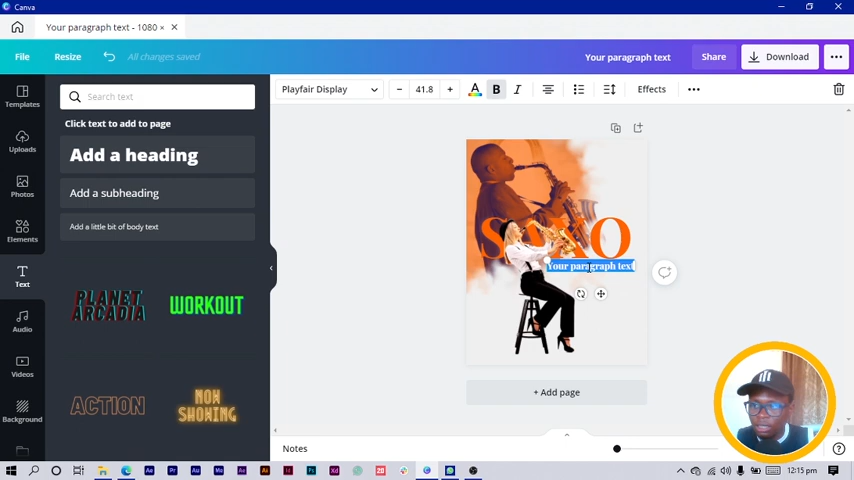 Canva
Your paragraph text - 1080 ×
File
Resize
All changes saved
Your paragraph text
Share
Download
Templates
Uploads
Photos
Elements
Text
Audio
Videos
Background
Search text
Click text to add to page
Add a heading
Add a subheading
Add a little bit of body text
PLANET
ARCADIA
WORKOUT
ACTION
NOW
SHOWING
Playfair Display
41.8
A
B
I
Effects
SAXO
Your paragraph text
+ Add page
Notes
12:15 pm